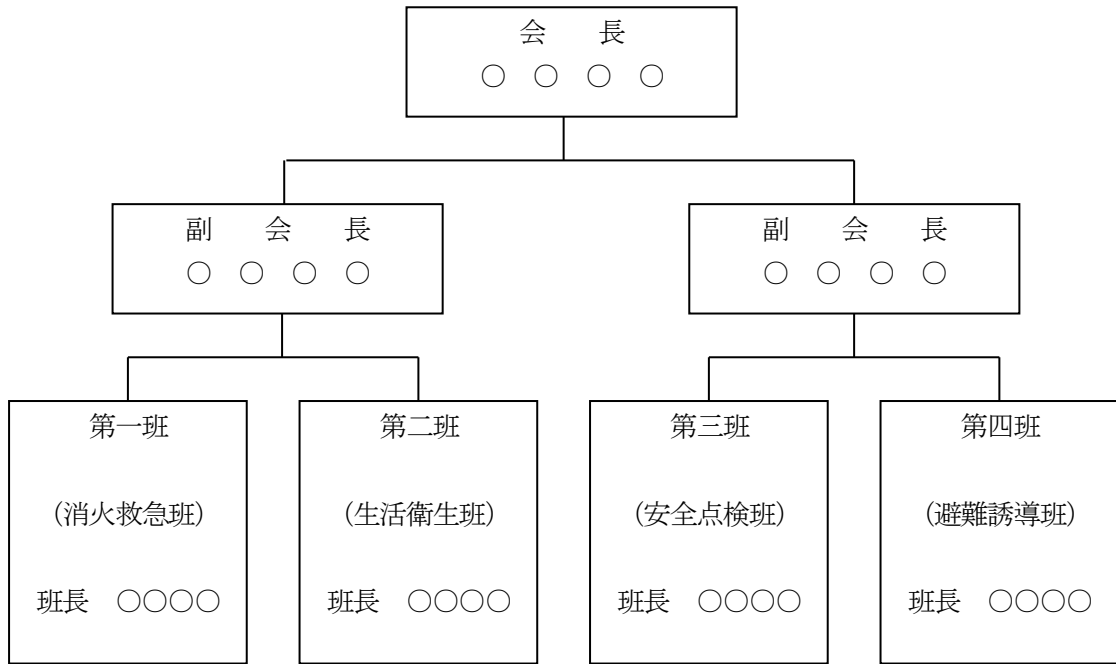 会　長
○ ○ ○ ○
副　会　長
○ ○ ○ ○
副　会　長
○ ○ ○ ○
第一班
（消火救急班）
班長　○○○○
第二班
（生活衛生班）
班長　○○○○
第三班
（安全点検班）
班長　○○○○
第四班
（避難誘導班）
班長　○○○○